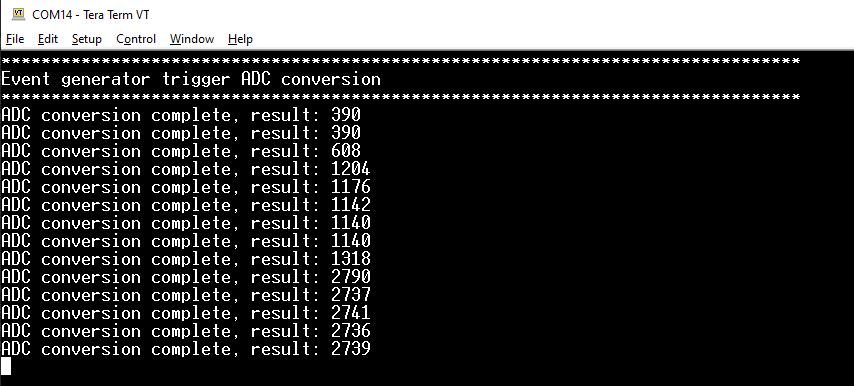 COM14 - Tera Term VT
File Edit Setup Control Window Help
********************************************************************************
Event generator trigger ADC conversion
********************************************************************************
ADC conversion complete, result: 390
ADC conversion complete, result: 390
ADC conversion complete, result: 608
ADC conversion complete, result: 1204
ADC conversion complete, result: 1176
ADC conversion complete, result: 1142
ADC conversion complete, result: 1140
ADC conversion complete, result: 1140
ADC conversion complete, result: 1318
ADC conversion complete, result: 2790
ADC conversion complete, result: 2737
ADC conversion complete, result: 2741
ADC conversion complete, result: 2736
ADC conversion complete, result: 2739